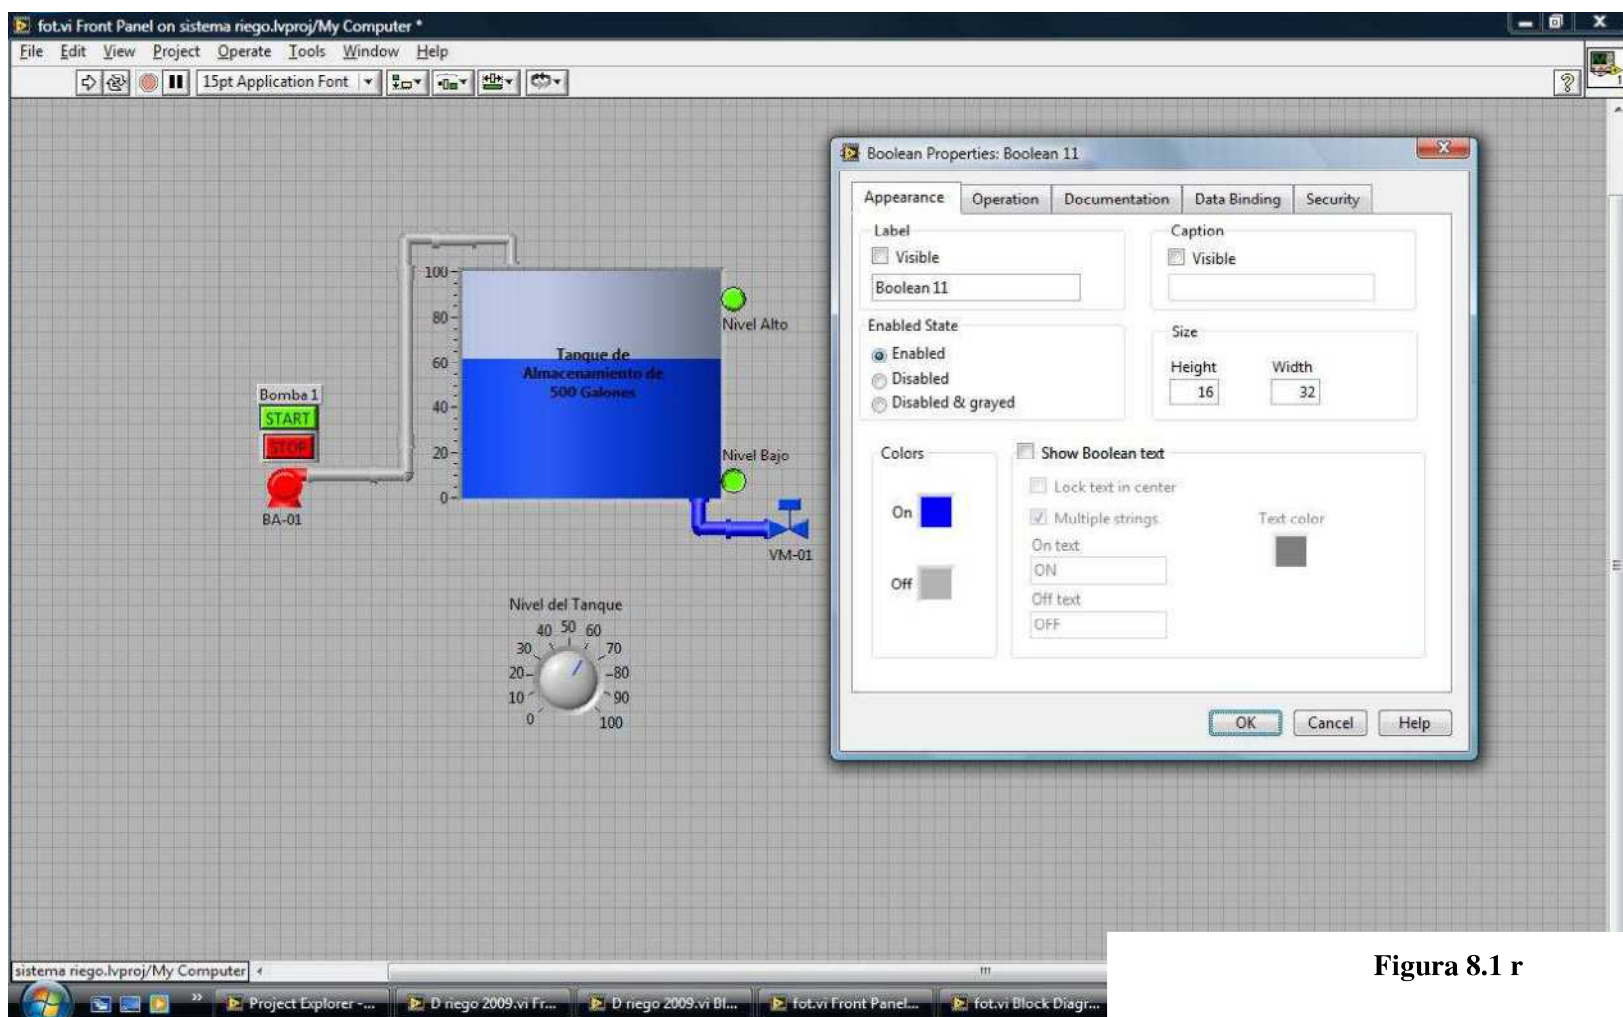 fot.vi Front Panel on sistema riego.lvproj/My Computer *
File Edit View Project Operate Tools Window Help
15pt Application Font
?
1
Boolean Properties: Boolean 11
Appearance Operation Documentation Data Binding Security
Label
Visible
Boolean 11
Caption
Visible
Enabled State
Enabled
Disabled
Disabled & grayed
Size
Height Width
16 32
Colors
On
Off
Show Boolean text
Lock text in center
Multiple strings
Text color
On text
ON
Off text
OFF
OK Cancel Help
100
80
60
40
20
0
Tanque de
Almacenamiento de
500 Galones
Nivel Alto
Nivel Bajo
Bomba 1
START
STOP
BA-01
VM-01
Nivel del Tanque
0 10 20 30 40 50 60 70 80 90 100
sistema riego.lvproj/My Computer
Figura 8.1 r
» Project Explorer -... D riego 2009.vi Fr... D riego 2009.vi Bl... fot.vi Front Panel... fot.vi Block Diagr...